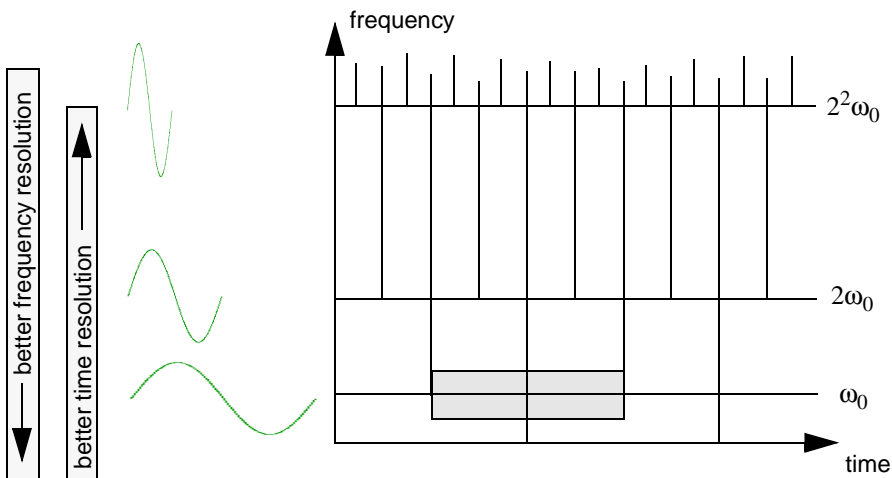 better frequency resolution
better time resolution
frequency
2²ω₀
2ω₀
ω₀
time